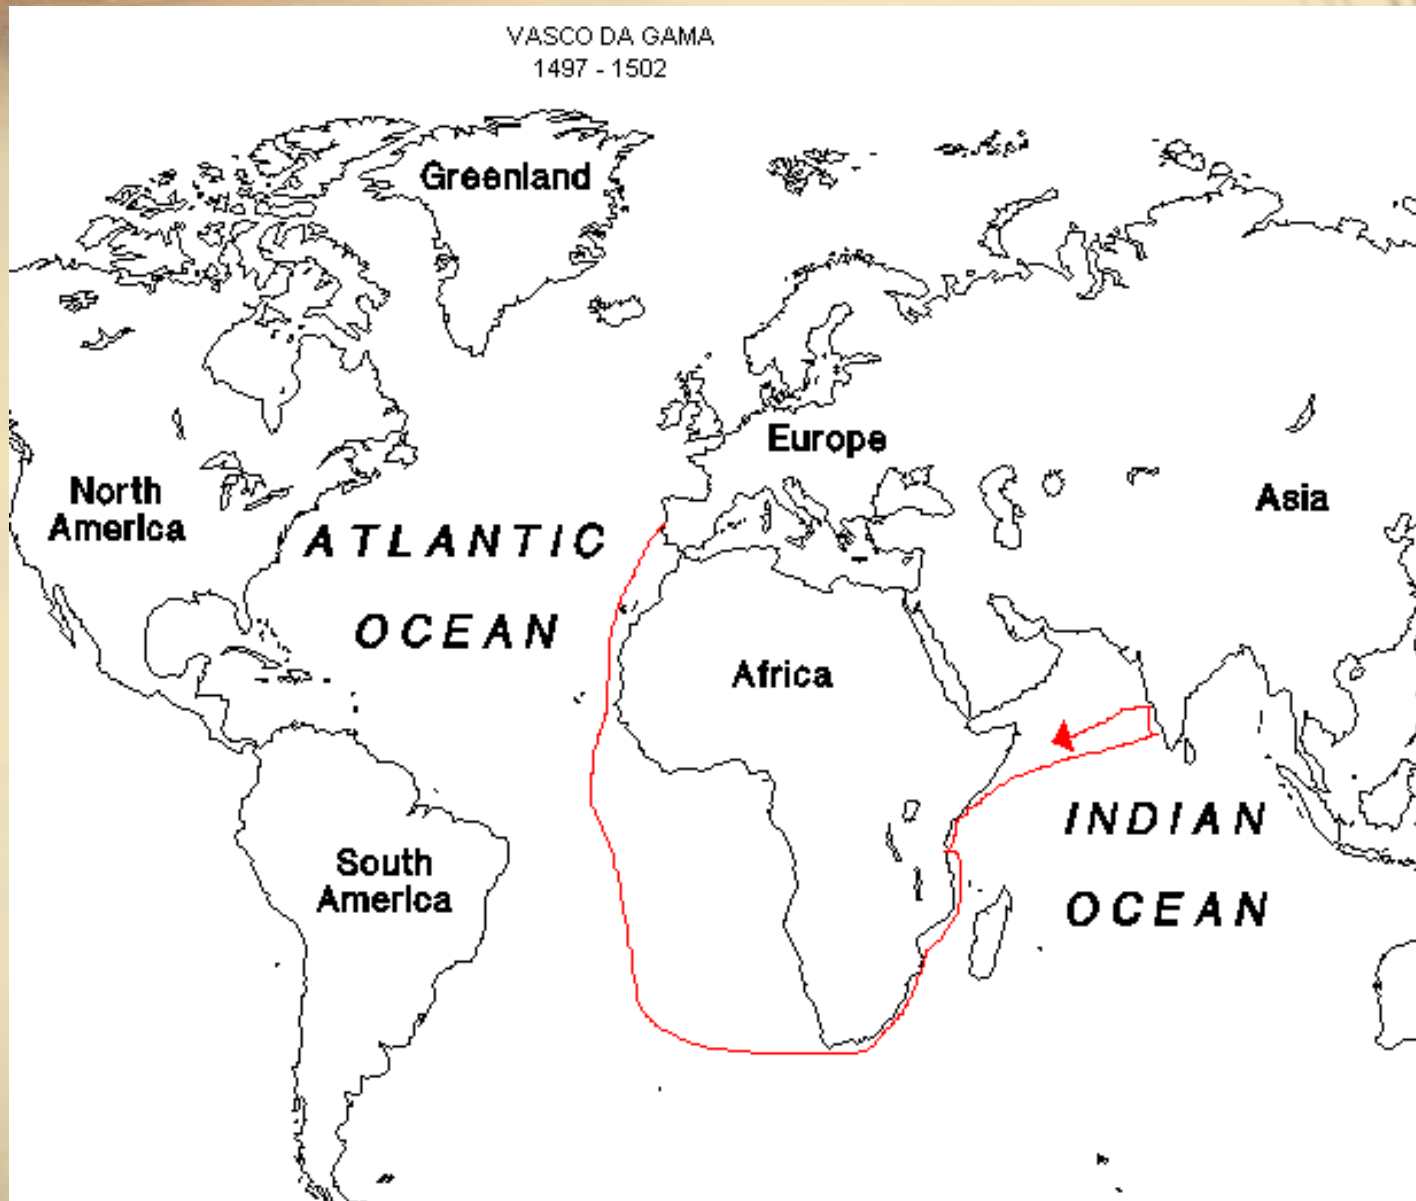 VASCO DA GAMA
1497 - 1502
Greenland
Europe
North
America
Asia
ATLANTIC
OCEAN
Africa
INDIAN
OCEAN
South
America